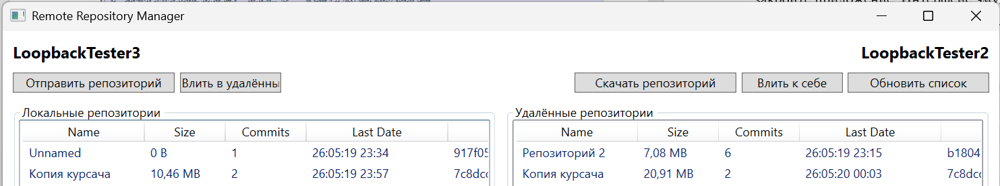 Remote Repository Manager
LoopbackTester3 LoopbackTester2
Отправить репозиторий Влить в удалённы Скачать репозиторий Влить к себе Обновить список
Локальные репозитории Удалённые репозитории
Name Size Commits Last Date Name Size Commits Last Date
Unnamed 0 B 1 26:05:19 23:34 917f05 Репозиторий 2 7,08 MB 6 26:05:19 23:15 b1804
Копия курсача 10,46 MB 2 26:05:19 23:57 7c8dcc Копия курсача 20,91 MB 2 26:05:20 00:03 7c8dc